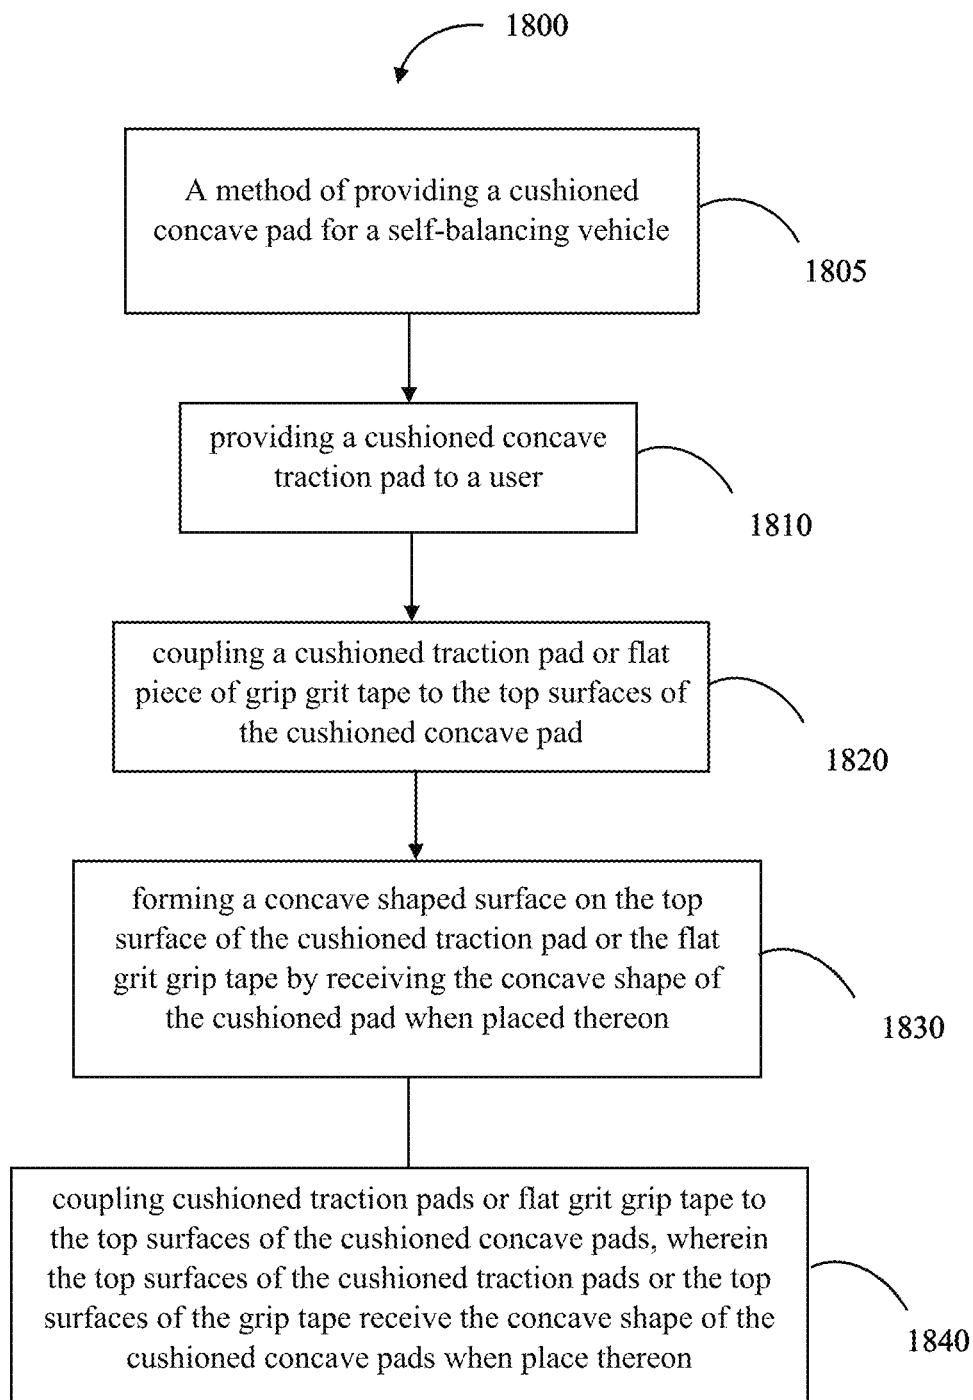 1800
A method of providing a cushioned
concave pad for a self-balancing vehicle
1805
providing a cushioned concave
traction pad to a user
1810
coupling a cushioned traction pad or flat
piece of grip grit tape to the top surfaces of
the cushioned concave pad
1820
forming a concave shaped surface on the top
surface of the cushioned traction pad or the flat
grit grip tape by receiving the concave shape of
the cushioned pad when placed thereon
1830
coupling cushioned traction pads or flat grit grip tape to
the top surfaces of the cushioned concave pads, wherein
the top surfaces of the cushioned traction pads or the top
surfaces of the grip tape receive the concave shape of the
cushioned concave pads when place thereon
1840